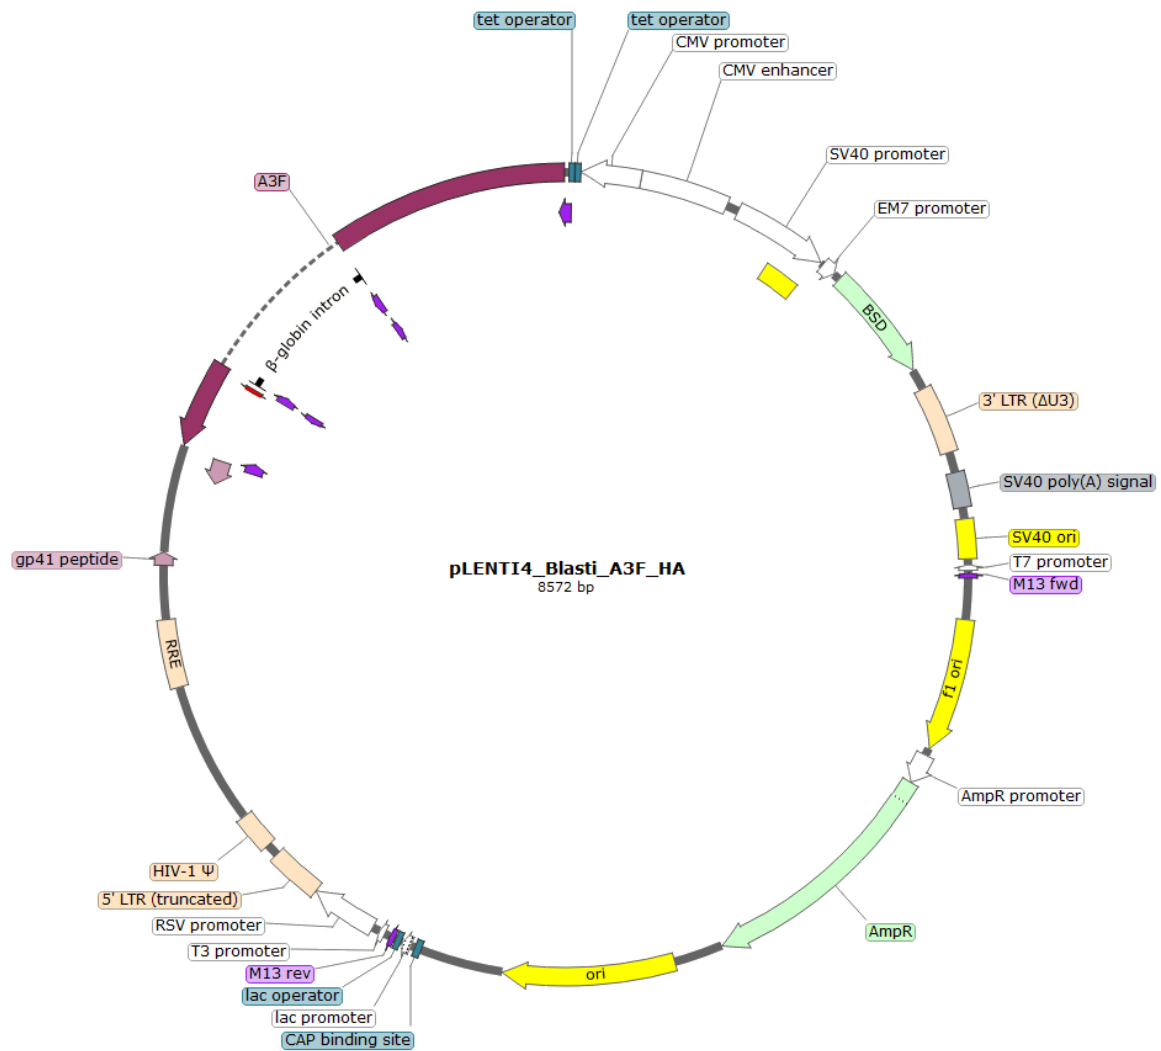 tet operator
tet operator
CMV promoter
CMV enhancer
SV40 promoter
EM7 promoter
BSD
3' LTR (ΔU3)
SV40 poly(A) signal
SV40 ori
T7 promoter
M13 fwd
f1 ori
AmpR promoter
AmpR
ori
CAP binding site
lac promoter
lac operator
M13 rev
T3 promoter
RSV promoter
5' LTR (truncated)
HIV-1 Ψ
RRE
gp41 peptide
A3F
β-globin intron
pLENTI4_Blasti_A3F_HA
8572 bp